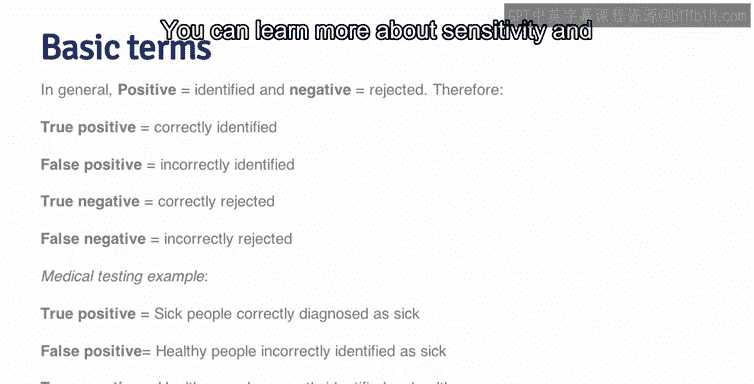 You can learn more about sensitivity and
Basic terms
In general, Positive = identified and negative = rejected. Therefore:
True positive = correctly identified
False positive = incorrectly identified
True negative = correctly rejected
False negative = incorrectly rejected
Medical testing example:
True positive = Sick people correctly diagnosed as sick
False positive= Healthy people incorrectly identified as sick